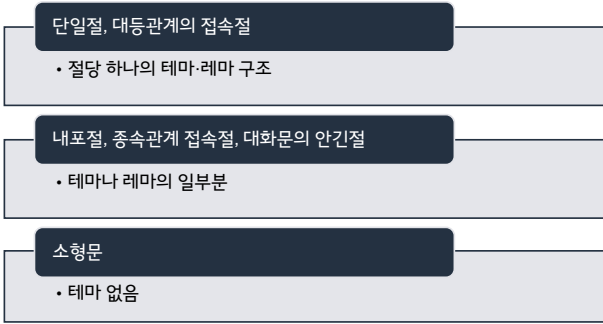 단일절, 대등관계의 접속절
• 절당 하나의 테마·레마 구조
내포절, 종속관계 접속절, 대화문의 안긴절
• 테마나 레마의 일부분
소형문
• 테마 없음